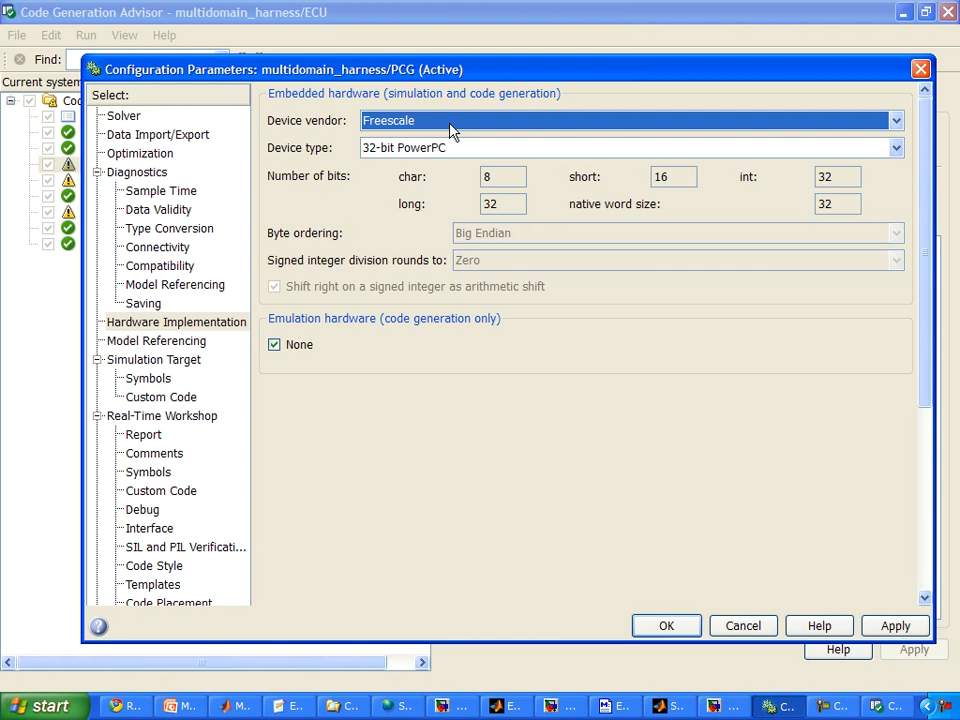 Code Generation Advisor - multidomain_harness/ECU
File Edit Run View Help
Find:
Current system
Coc
Configuration Parameters: multidomain_harness/PCG (Active)
Select:
Solver
Data Import/Export
Optimization
Diagnostics
Sample Time
Data Validity
Type Conversion
Connectivity
Compatibility
Model Referencing
Saving
Hardware Implementation
Model Referencing
Simulation Target
Symbols
Custom Code
Real-Time Workshop
Report
Comments
Symbols
Custom Code
Debug
Interface
SIL and PIL Verificati...
Code Style
Templates
Code Placement
Embedded hardware (simulation and code generation)
Device vendor: Freescale
Device type: 32-bit PowerPC
Number of bits: char: 8 short: 16 int: 32
long: 32 native word size: 32
Byte ordering: Big Endian
Signed integer division rounds to: Zero
Shift right on a signed integer as arithmetic shift
Emulation hardware (code generation only)
None
OK Cancel Help Apply
Help Apply
start R... M... M... E... C... S... ... E... ... E... S... ... C... C... C...